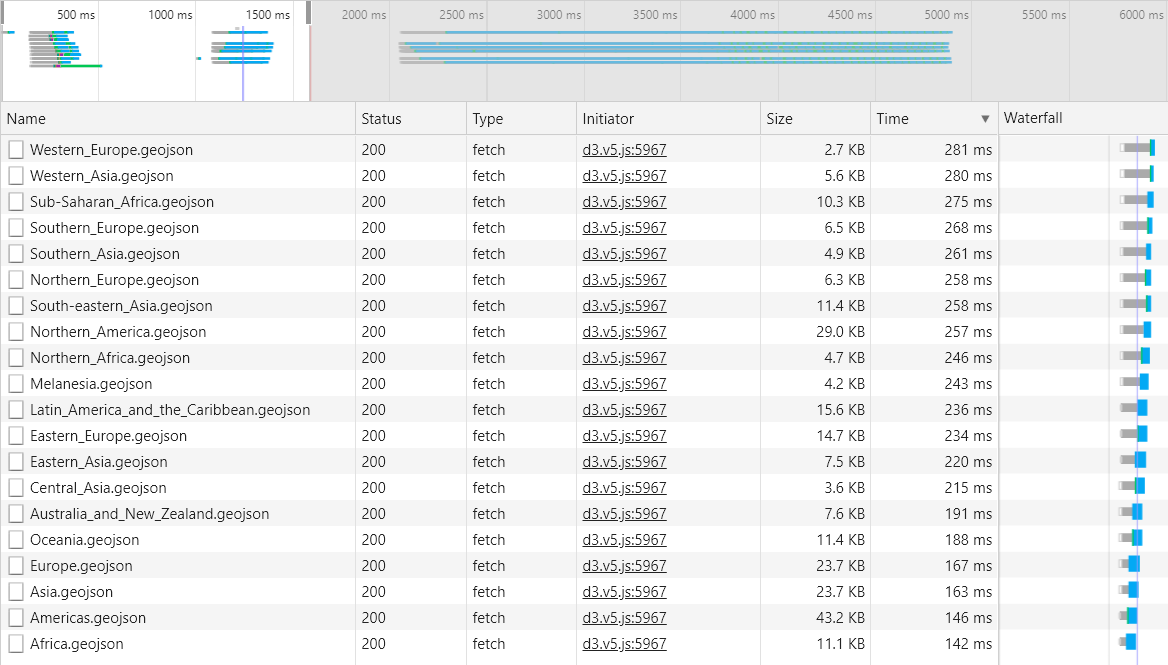 500 ms 1000 ms 1500 ms 2000 ms 2500 ms 3000 ms 3500 ms 4000 ms 4500 ms 5000 ms 5500 ms 6000 ms
Name Status Type Initiator Size Time ▼ Waterfall
Western_Europe.geojson 200 fetch d3.v5.js:5967 2.7 KB 281 ms
Western_Asia.geojson 200 fetch d3.v5.js:5967 5.6 KB 280 ms
Sub-Saharan_Africa.geojson 200 fetch d3.v5.js:5967 10.3 KB 275 ms
Southern_Europe.geojson 200 fetch d3.v5.js:5967 6.5 KB 268 ms
Southern_Asia.geojson 200 fetch d3.v5.js:5967 4.9 KB 261 ms
Northern_Europe.geojson 200 fetch d3.v5.js:5967 6.3 KB 258 ms
South-eastern_Asia.geojson 200 fetch d3.v5.js:5967 11.4 KB 258 ms
Northern_America.geojson 200 fetch d3.v5.js:5967 29.0 KB 257 ms
Northern_Africa.geojson 200 fetch d3.v5.js:5967 4.7 KB 246 ms
Melanesia.geojson 200 fetch d3.v5.js:5967 4.2 KB 243 ms
Latin_America_and_the_Caribbean.geojson 200 fetch d3.v5.js:5967 15.6 KB 236 ms
Eastern_Europe.geojson 200 fetch d3.v5.js:5967 14.7 KB 234 ms
Eastern_Asia.geojson 200 fetch d3.v5.js:5967 7.5 KB 220 ms
Central_Asia.geojson 200 fetch d3.v5.js:5967 3.6 KB 215 ms
Australia_and_New_Zealand.geojson 200 fetch d3.v5.js:5967 7.6 KB 191 ms
Oceania.geojson 200 fetch d3.v5.js:5967 11.4 KB 188 ms
Europe.geojson 200 fetch d3.v5.js:5967 23.7 KB 167 ms
Asia.geojson 200 fetch d3.v5.js:5967 23.7 KB 163 ms
Americas.geojson 200 fetch d3.v5.js:5967 43.2 KB 146 ms
Africa.geojson 200 fetch d3.v5.js:5967 11.1 KB 142 ms